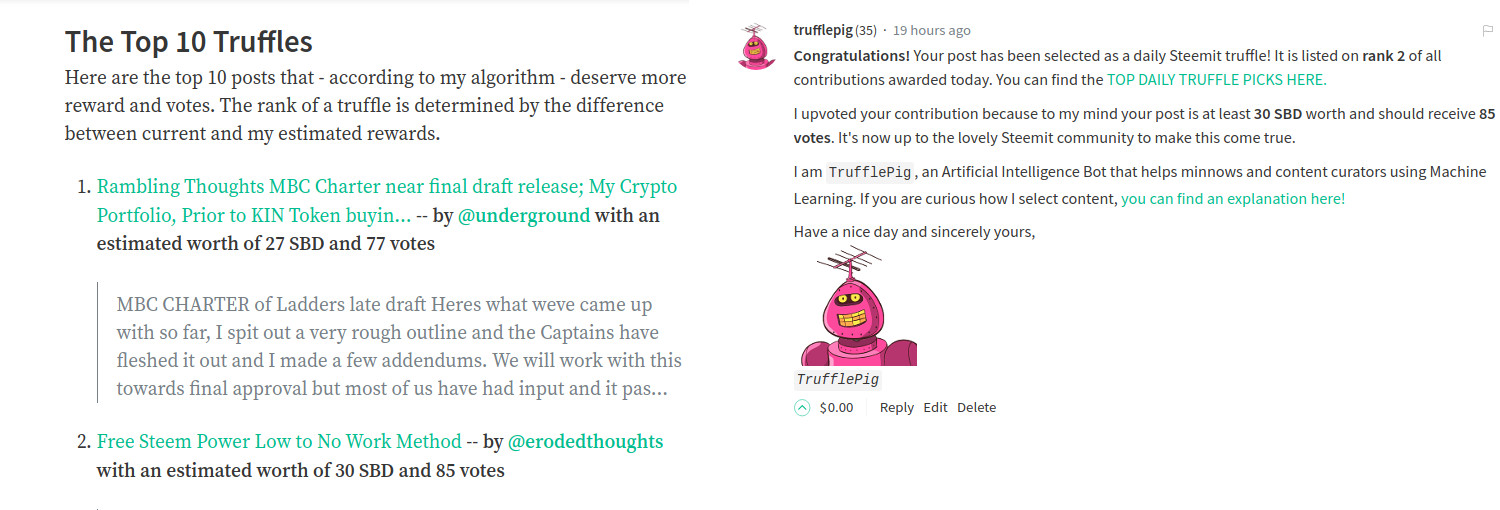 The Top 10 Truffles
Here are the top 10 posts that - according to my algorithm - deserve more
reward and votes. The rank of a truffle is determined by the difference
between current and my estimated rewards.
1. Rambling Thoughts MBC Charter near final draft release; My Crypto
Portfolio, Prior to KIN Token buyin... -- by @underground with an
estimated worth of 27 SBD and 77 votes
MBC CHARTER of Ladders late draft Heres what weve came up
with so far, I spit out a very rough outline and the Captains have
fleshed it out and I made a few addendums. We will work with this
towards final approval but most of us have had input and it pas...
2. Free Steem Power Low to No Work Method -- by @erodedthoughts
with an estimated worth of 30 SBD and 85 votes
trufflepig (35) · 19 hours ago
Congratulations! Your post has been selected as a daily Steemit truffle! It is listed on rank 2 of all
contributions awarded today. You can find the TOP DAILY TRUFFLE PICKS HERE.
I upvoted your contribution because to my mind your post is at least 30 SBD worth and should receive 85
votes. It's now up to the lovely Steemit community to make this come true.
I am TrufflePig, an Artificial Intelligence Bot that helps minnows and content curators using Machine
Learning. If you are curious how I select content, you can find an explanation here!
Have a nice day and sincerely yours,
TrufflePig
$0.00 Reply Edit Delete